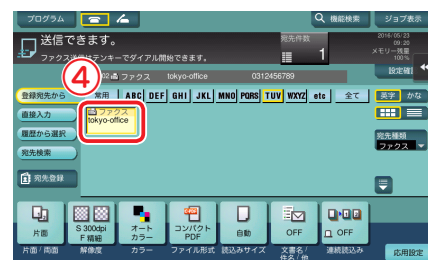 プログラム
機能検索
ジョブ表示
送信できます。
ファクス送信はテンキーでダイアル開始できます。
宛先件数
1
2016/05/23
09:20
メモリー残量
100%
設定確認
④
02 ファクス tokyo-office 0312456789
登録宛先から
常用 ABC DEF GHI JKL MNO PQRS TUV WXYZ etc 全て
英字 かな
直接入力
履歴から選択
宛先検索
宛先登録
ファクス
tokyo-office
宛先種類
ファクス
片面
S 300dpi
F 精細
オート
カラー
コンパクト
PDF
自動
OFF
OFF
片面/両面
解像度
カラー
ファイル形式
読込みサイズ
文書名/
件名/他
連続読込み
応用設定